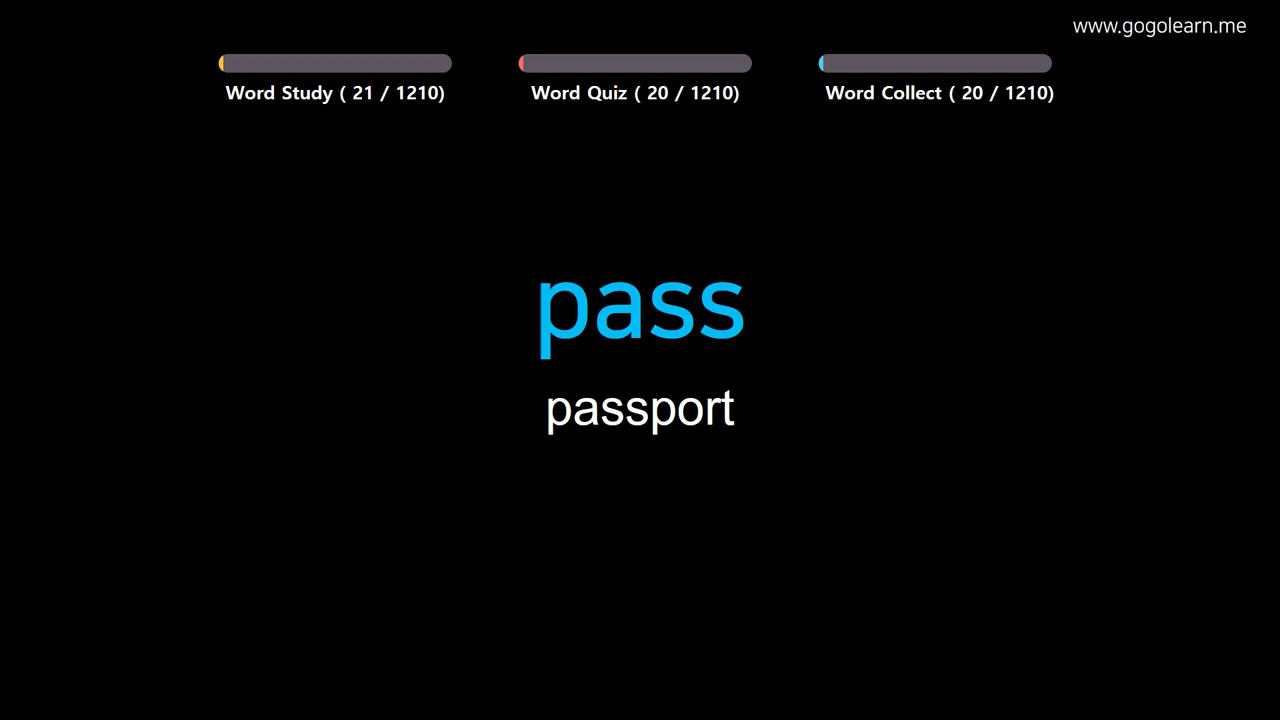 www.gogolearn.me
Word Study ( 21 / 1210)
Word Quiz ( 20 / 1210)
Word Collect ( 20 / 1210)
pass
passport